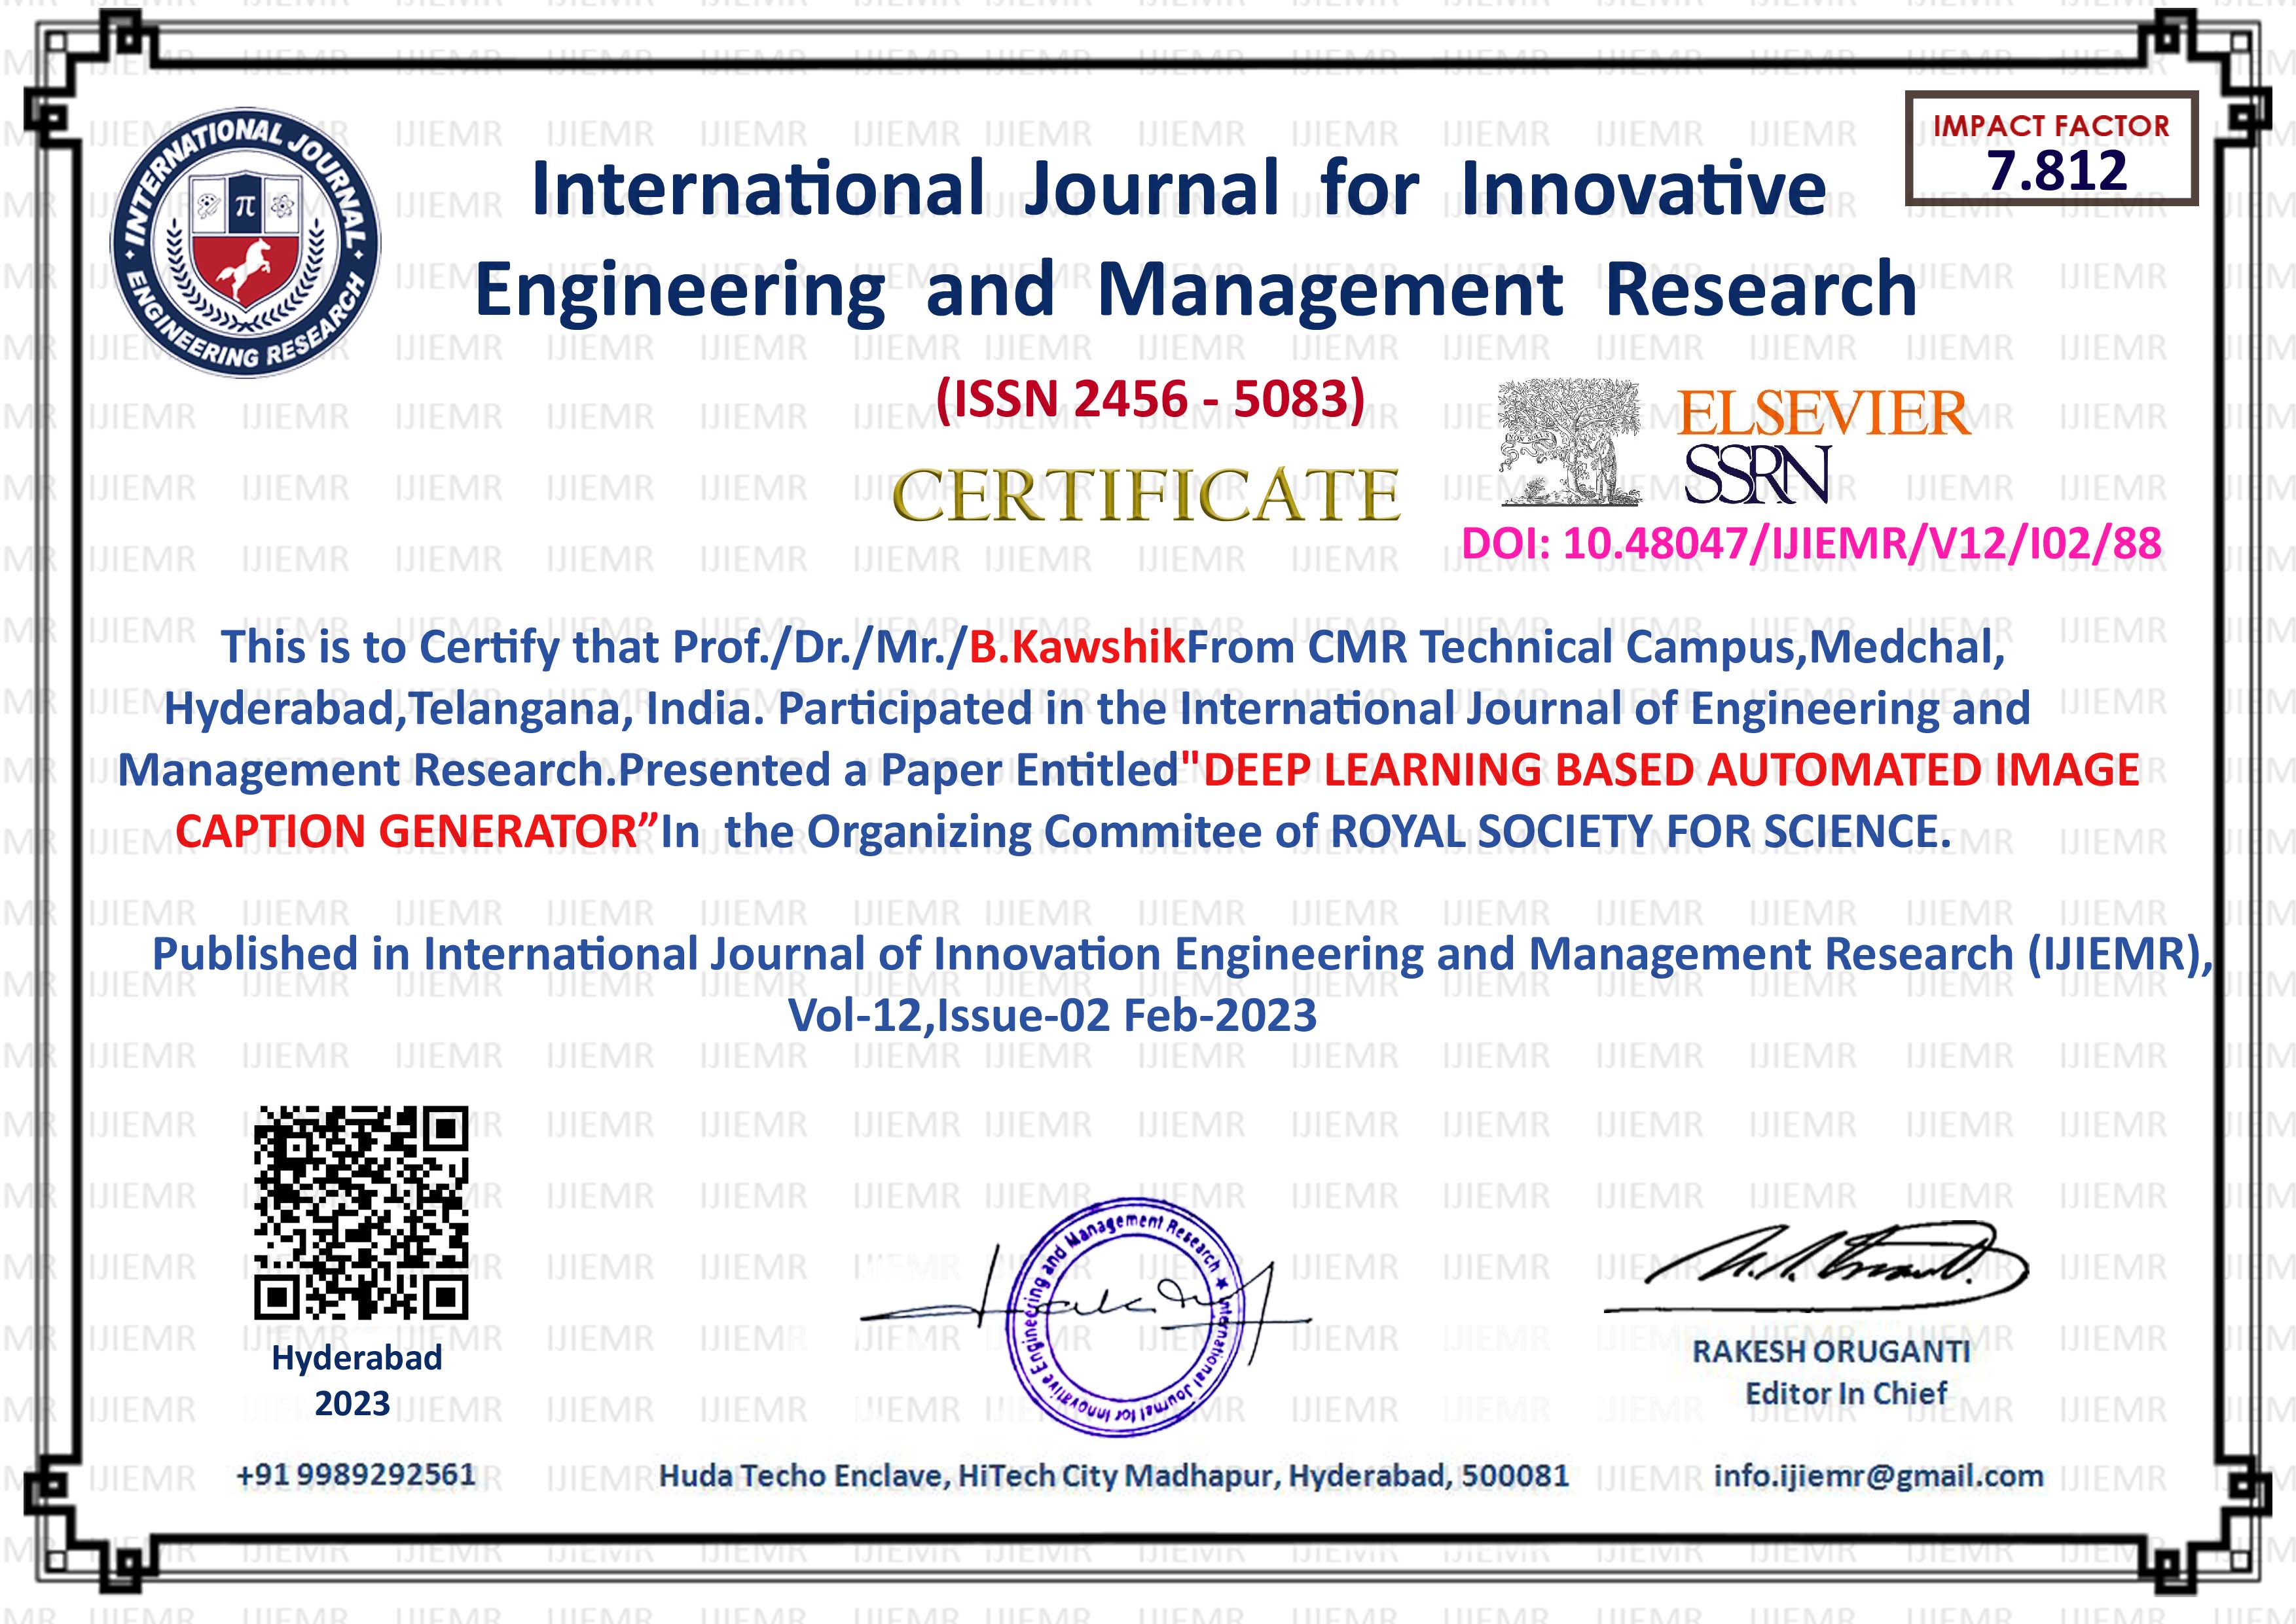 INTERNATIONAL JOURNAL
ENGINEERING RESEARCH
π
IMPACT FACTOR
7.812
International Journal for Innovative
Engineering and Management Research
(ISSN 2456 - 5083)
ELSEVIER
SSRN
CERTIFICATE
DOI: 10.48047/IJIEMR/V12/I02/88
This is to Certify that Prof./Dr./Mr./B.KawshikFrom CMR Technical Campus,Medchal,
Hyderabad,Telangana, India. Participated in the International Journal of Engineering and
Management Research.Presented a Paper Entitled"DEEP LEARNING BASED AUTOMATED IMAGE
CAPTION GENERATOR”In the Organizing Commitee of ROYAL SOCIETY FOR SCIENCE.
Published in International Journal of Innovation Engineering and Management Research (IJIEMR),
Vol-12,Issue-02 Feb-2023
Hyderabad
2023
International Journal for Innovative Engineering and Management Research
RAKESH ORUGANTI
Editor In Chief
+91 9989292561
Huda Techo Enclave, HiTech City Madhapur, Hyderabad, 500081
info.ijiemr@gmail.com
IJIEMR